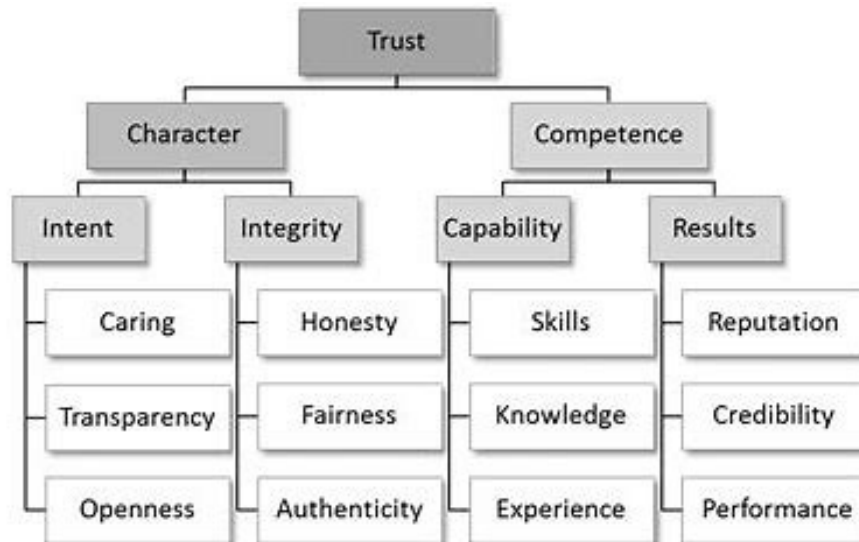 Trust
Character
Competence
Intent
Integrity
Capability
Results
Caring
Honesty
Skills
Reputation
Transparency
Fairness
Knowledge
Credibility
Openness
Authenticity
Experience
Performance